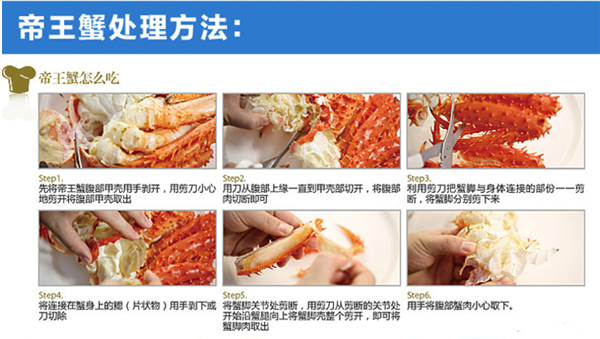 帝王蟹处理方法：
帝王蟹怎么吃
Step1.
先将帝王蟹腹部甲壳用手剥开，用剪刀小心
地剪开将腹部甲壳取出
Step2.
用刀从腹部上缘一直到甲壳部切开，将腹部
肉切断即可
Step3.
利用剪刀把蟹脚与身体连接的部份一一剪
断，将蟹脚分别剪下来
Step4.
将连接在蟹身上的鳃（片状物）用手剥下或
刀切除
Step5.
将蟹脚关节处剪断，用剪刀从剪断的关节处
开始沿蟹腿向上将蟹脚壳整个剪开，即可将
蟹脚肉取出
Step6.
用手将腹部蟹肉小心取下。